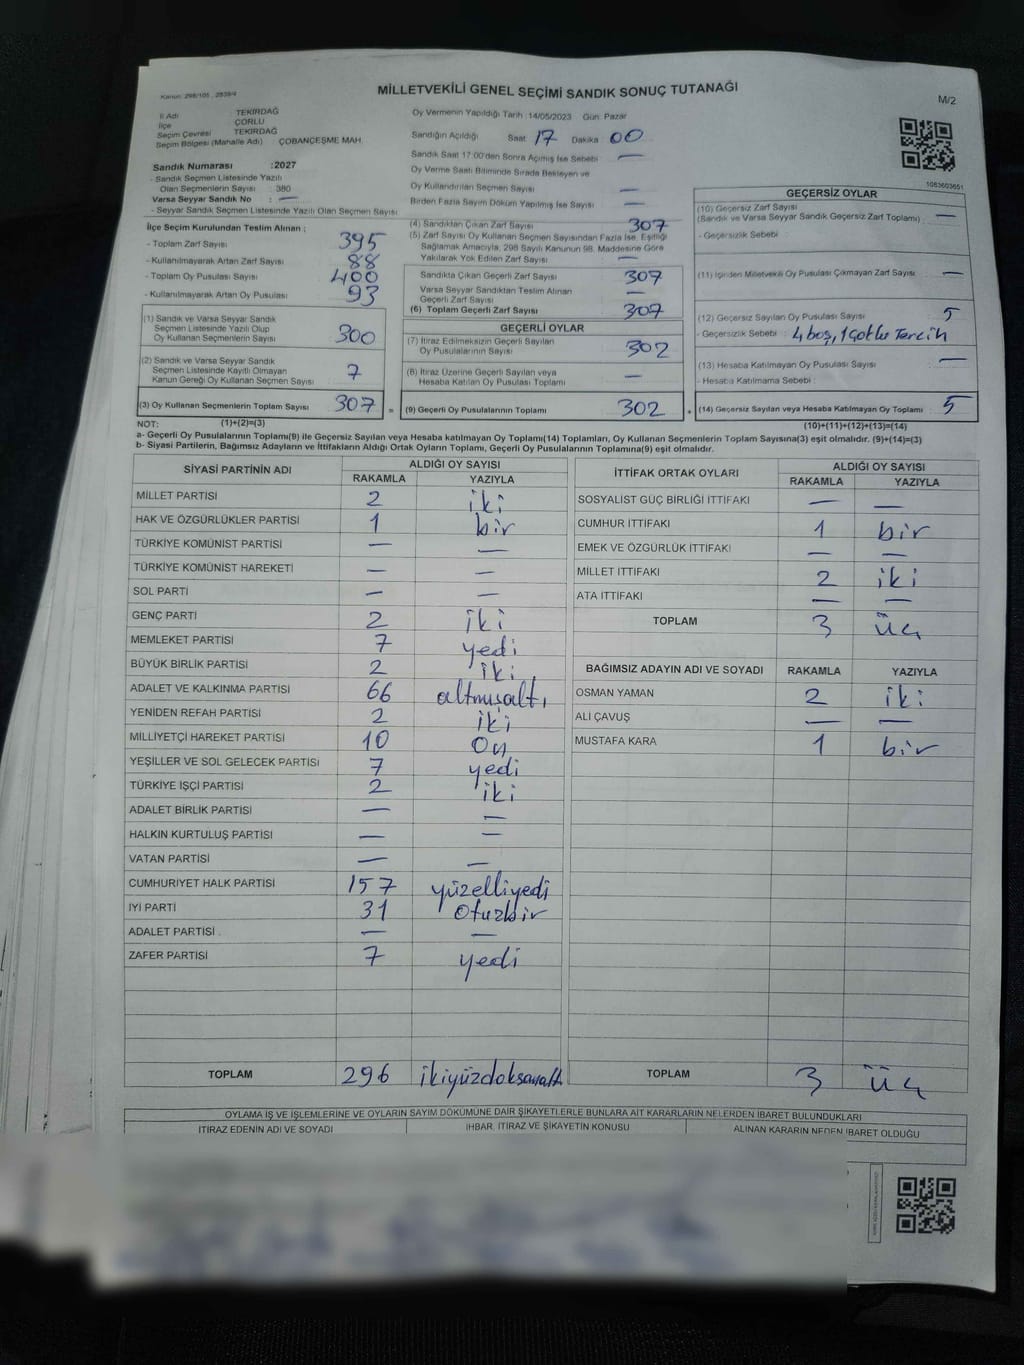 MİLLETVEKİLİ GENEL SEÇİMİ SANDIK SONUÇ TUTANAĞI
Kanun: 298/105 , 2839/4
M/2
İl Adı TEKİRDAĞ
İlçe ÇORLU
Seçim Çevresi TEKİRDAĞ
Seçim Bölgesi (Mahalle Adı) ÇOBANÇEŞME MAH
Sandık Numarası :2027
- Sandık Seçmen Listesinde Yazılı
Olan Seçmenlerin Sayısı : 380
Varsa Seyyar Sandık No : —
- Seyyar Sandık Seçmen Listesinde Yazılı Olan Seçmen Sayısı
Oy Vermenin Yapıldığı Tarih :14/05/2023 Gün: Pazar
Sandığın Açıldığı Saat 17 Dakika 00
Sandık Saat 17:00'den Sonra Açılmış İse Sebebi —
Oy Verme Saati Bitiminde Sırada Bekleyen ve
Oy Kullandırılan Seçmen Sayısı —
Birden Fazla Sayım Döküm Yapılmış İse Sayısı —
1083603651
İlçe Seçim Kurulundan Teslim Alınan ;
- Toplam Zarf Sayısı 395
- Kullanılmayarak Artan Zarf Sayısı 88
- Toplam Oy Pusulası Sayısı 400
- Kullanılmayarak Artan Oy Pusulası 93
(1) Sandık ve Varsa Seyyar Sandık
Seçmen Listesinde Yazılı Olup
Oy Kullanan Seçmenlerin Sayısı 300
(2) Sandık ve Varsa Seyyar Sandık
Seçmen Listesinde Kayıtlı Olmayan
Kanun Gereği Oy Kullanan Seçmen Sayısı 7
(3) Oy Kullanan Seçmenlerin Toplam Sayısı 307 =
(4) Sandıktan Çıkan Zarf Sayısı 307
(5) Zarf Sayısı Oy Kullanan Seçmen Sayısından Fazla İse, Eşitliği
Sağlamak Amacıyla, 298 Sayılı Kanunun 98. Maddesine Göre
Yakılarak Yok Edilen Zarf Sayısı —
Sandıkta Çıkan Geçerli Zarf Sayısı 307
Varsa Seyyar Sandıktan Teslim Alınan
Geçerli Zarf Sayısı —
(6) Toplam Geçerli Zarf Sayısı 307
GEÇERLİ OYLAR
(7) İtiraz Edilmeksizin Geçerli Sayılan
Oy Pusulalarının Sayısı 302
(8) İtiraz Üzerine Geçerli Sayılan veya
Hesaba Katılan Oy Pusulası Toplamı —
(9) Geçerli Oy Pusulalarının Toplamı 302 +
GEÇERSİZ OYLAR
(10) Geçersiz Zarf Sayısı
(Sandık ve Varsa Seyyar Sandık Geçersiz Zarf Toplamı) —
- Geçersizlik Sebebi :
(11) İçinden Milletvekili Oy Pusulası Çıkmayan Zarf Sayısı —
(12) Geçersiz Sayılan Oy Pusulası Sayısı 5
- Geçersizlik Sebebi : 4 boş, 1 çoklu Tercih
(13) Hesaba Katılmayan Oy Pusulası Sayısı —
- Hesaba Katılmama Sebebi :
(14) Geçersiz Sayılan veya Hesaba Katılmayan Oy Toplamı 5
NOT: (1)+(2)=(3) (10)+(11)+(12)+(13)=(14)
a- Geçerli Oy Pusulalarının Toplamı(9) ile Geçersiz Sayılan veya Hesaba katılmayan Oy Toplamı(14) Toplamları, Oy Kullanan Seçmenlerin Toplam Sayısına(3) eşit olmalıdır. (9)+(14)=(3)
b- Siyasi Partilerin, Bağımsız Adayların ve İttifakların Aldığı Oyların Toplamı, Geçerli Oy Pusulalarının Toplamına(9) eşit olmalıdır.
SİYASİ PARTİNİN ADI ALDIĞI OY SAYISI
RAKAMLA YAZIYLA
MİLLET PARTİSİ 2 iki
HAK VE ÖZGÜRLÜKLER PARTİSİ 1 bir
TÜRKİYE KOMÜNİST PARTİSİ — —
TÜRKİYE KOMÜNİST HAREKETİ — —
SOL PARTİ — —
GENÇ PARTİ 2 iki
MEMLEKET PARTİSİ 7 yedi
BÜYÜK BİRLİK PARTİSİ 2 iki
ADALET VE KALKINMA PARTİSİ 66 altmışaltı
YENİDEN REFAH PARTİSİ 2 iki
MİLLİYETÇİ HAREKET PARTİSİ 10 On
YEŞİLLER VE SOL GELECEK PARTİSİ 7 yedi
TÜRKİYE İŞÇİ PARTİSİ 2 iki
ADALET BİRLİK PARTİSİ — —
HALKIN KURTULUŞ PARTİSİ — —
VATAN PARTİSİ — —
CUMHURİYET HALK PARTİSİ 157 yüzelliyedi
İYİ PARTİ 31 Otuzbir
ADALET PARTİSİ — —
ZAFER PARTİSİ 7 yedi
TOPLAM 296 ikiyüzdoksanaltı
İTTİFAK ORTAK OYLARI ALDIĞI OY SAYISI
RAKAMLA YAZIYLA
SOSYALİST GÜÇ BİRLİĞİ İTTİFAKI — —
CUMHUR İTTİFAKI 1 bir
EMEK VE ÖZGÜRLÜK İTTİFAKI — —
MİLLET İTTİFAKI 2 iki
ATA İTTİFAKI — —
TOPLAM 3 üç
BAĞIMSIZ ADAYIN ADI VE SOYADI RAKAMLA YAZIYLA
OSMAN YAMAN 2 iki
ALİ ÇAVUŞ — —
MUSTAFA KARA 1 bir
TOPLAM 3 üç
OYLAMA İŞ VE İŞLEMLERİNE VE OYLARIN SAYIM DÖKÜMÜNE DAİR ŞİKAYETLERLE BUNLARA AİT KARARLARIN NELERDEN İBARET BULUNDUKLARI
İTİRAZ EDENİN ADI VE SOYADI İHBAR, İTİRAZ VE ŞİKAYETİN KONUSU ALINAN KARARIN NEDEN İBARET OLDUĞU